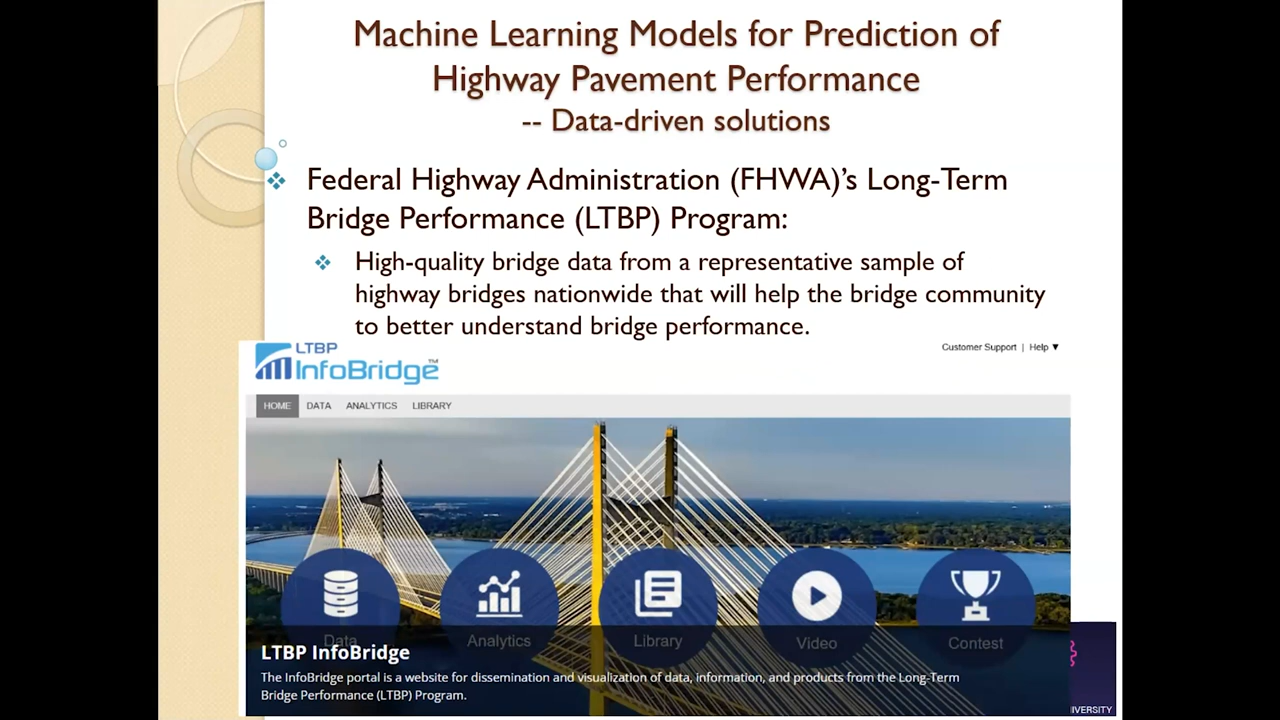 Machine Learning Models for Prediction of
Highway Pavement Performance
-- Data-driven solutions
Federal Highway Administration (FHWA)'s Long-Term
Bridge Performance (LTBP) Program:
High-quality bridge data from a representative sample of
highway bridges nationwide that will help the bridge community
to better understand bridge performance.
LTBP
InfoBridge™
Customer Support | Help ▼
HOME DATA ANALYTICS LIBRARY
Data Analytics Library Video Contest
LTBP InfoBridge
The InfoBridge portal is a website for dissemination and visualization of data, information, and products from the Long-Term
Bridge Performance (LTBP) Program.